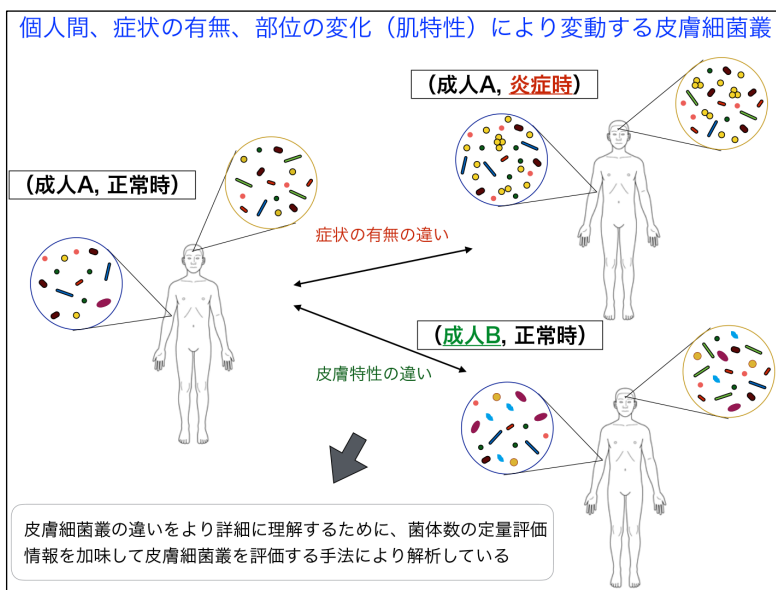 個人間、症状の有無、部位の変化（肌特性）により変動する皮膚細菌叢
（成人A, 炎症時）
（成人A, 正常時）
症状の有無の違い
（成人B, 正常時）
皮膚特性の違い
皮膚細菌叢の違いをより詳細に理解するために、菌体数の定量評価
情報を加味して皮膚細菌叢を評価する手法により解析している